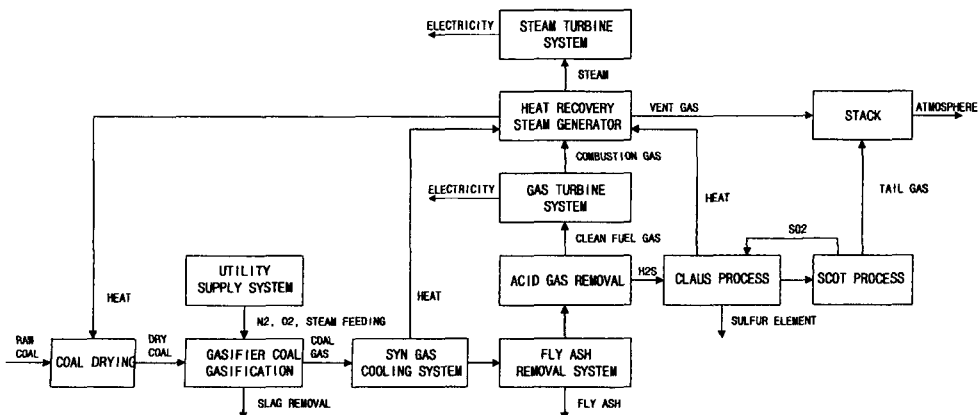 ELECTRICITY
STEAM TURBINE
SYSTEM
STEAM
HEAT RECOVERY
STEAM GENERATOR
VENT GAS
STACK
ATMOSPHERE
COMBUSTION GAS
ELECTRICITY
GAS TURBINE
SYSTEM
HEAT
TAIL GAS
CLEAN FUEL GAS
SO2
UTILITY
SUPPLY SYSTEM
ACID GAS REMOVAL
H2S
CLAUS PROCESS
SCOT PROCESS
HEAT
HEAT
N2, O2, STEAM FEEDING
SULFUR ELEMENT
RAW
COAL
COAL DRYING
DRY
COAL
GASIFIER COAL
GASIFICATION
COAL
GAS
SYN GAS
COOLING SYSTEM
FLY ASH
REMOVAL SYSTEM
SLAG REMOVAL
FLY ASH